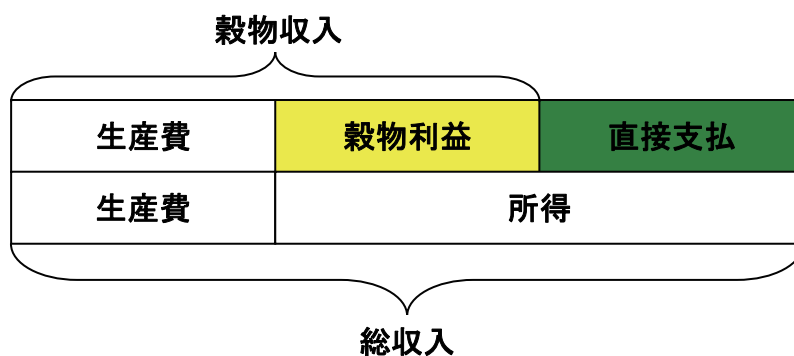 穀物収入
生産費 穀物利益 直接支払
生産費 所得
総収入